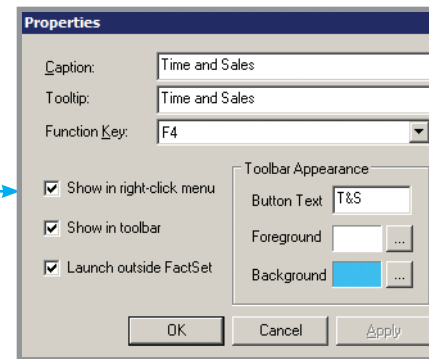 Properties
Caption: Time and Sales
Tooltip: Time and Sales
Function Key: F4
Show in right-click menu
Show in toolbar
Launch outside FactSet
Toolbar Appearance
Button Text T&S
Foreground ...
Background ...
OK Cancel Apply